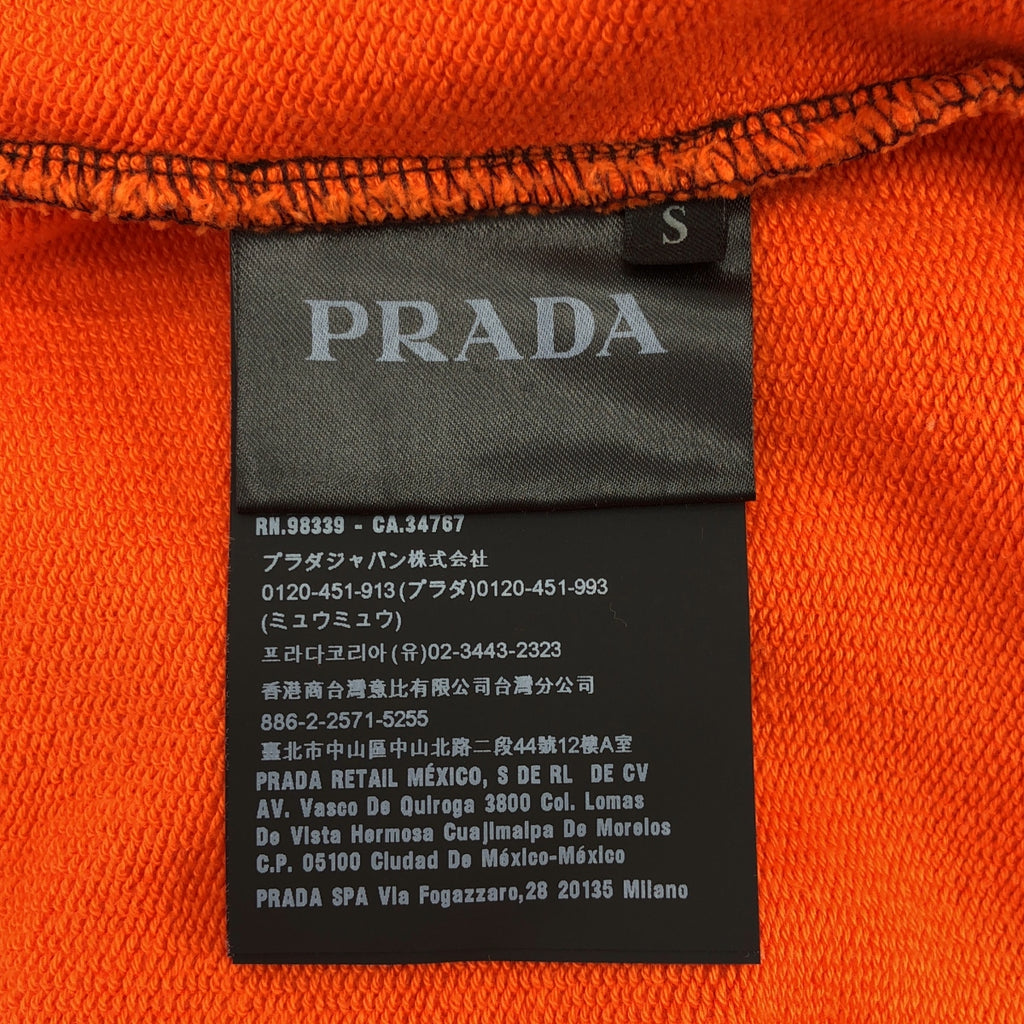 S
PRADA
RN.98339 - CA.34767
プラダジャパン株式会社
0120-451-913(プラダ)0120-451-993
(ミュウミュウ)
프라다코리아(유)02-3443-2323
香港商台灣意比有限公司台灣分公司
886-2-2571-5255
臺北市中山區中山北路二段44號12樓A室
PRADA RETAIL MÉXICO, S DE RL DE CV
AV. Vasco De Quiroga 3800 Col. Lomas
De Vista Hermosa Cuajimalpa De Morelos
C.P. 05100 Ciudad De México-México
PRADA SPA Via Fogazzaro,28 20135 Milano